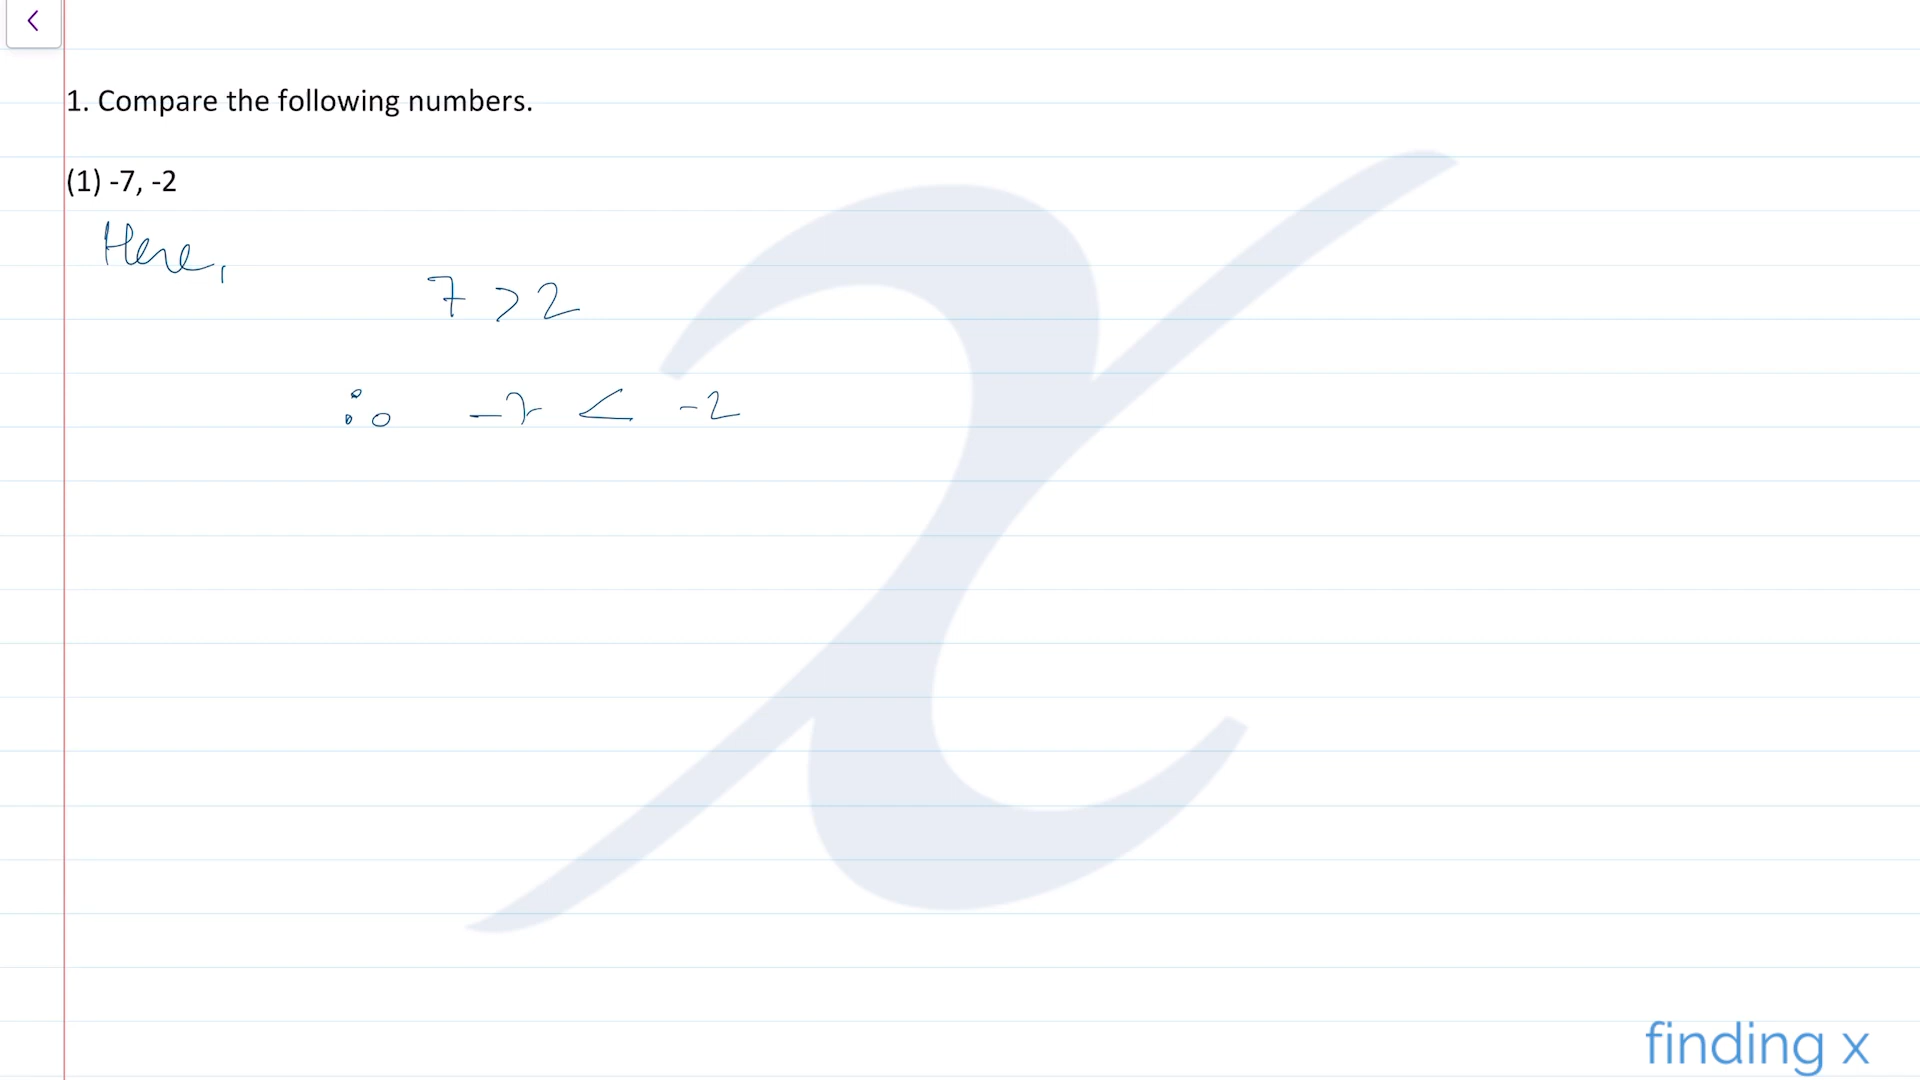 1. Compare the following numbers.
(1) -7, -2
Here,
7 > 2
∴ -7 < -2
finding x